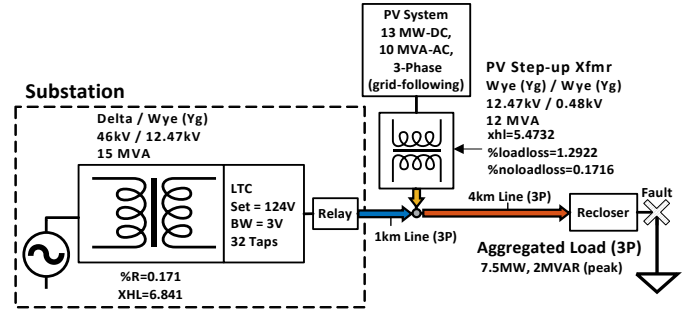 PV System
13 MW-DC,
10 MVA-AC,
3-Phase
(grid-following)
PV Step-up Xfmr
Wye (Yg) / Wye (Yg)
12.47kV / 0.48kV
12 MVA
xhl=5.4732
%loadloss=1.2922
%noloadloss=0.1716
Substation
Delta / Wye (Yg)
46kV / 12.47kV
15 MVA
LTC
Set = 124V
BW = 3V
32 Taps
Relay
1km Line (3P)
4km Line (3P)
Recloser
Fault
Aggregated Load (3P)
7.5MW, 2MVAR (peak)
%R=0.171
XHL=6.841